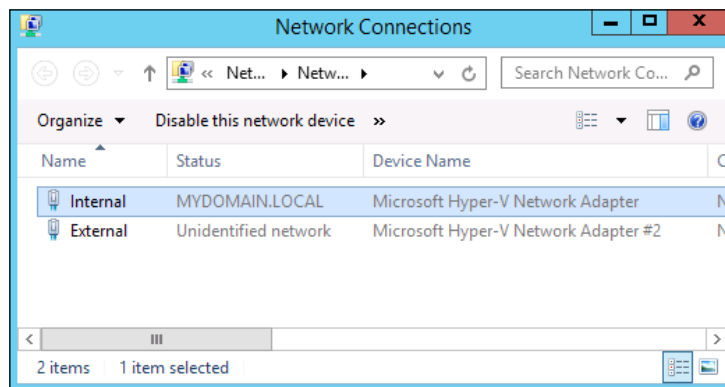 Network Connections
« Net... Netw... Search Network Co...
Organize Disable this network device »
Name Status Device Name C
Internal MYDOMAIN.LOCAL Microsoft Hyper-V Network Adapter N
External Unidentified network Microsoft Hyper-V Network Adapter #2 N
2 items 1 item selected